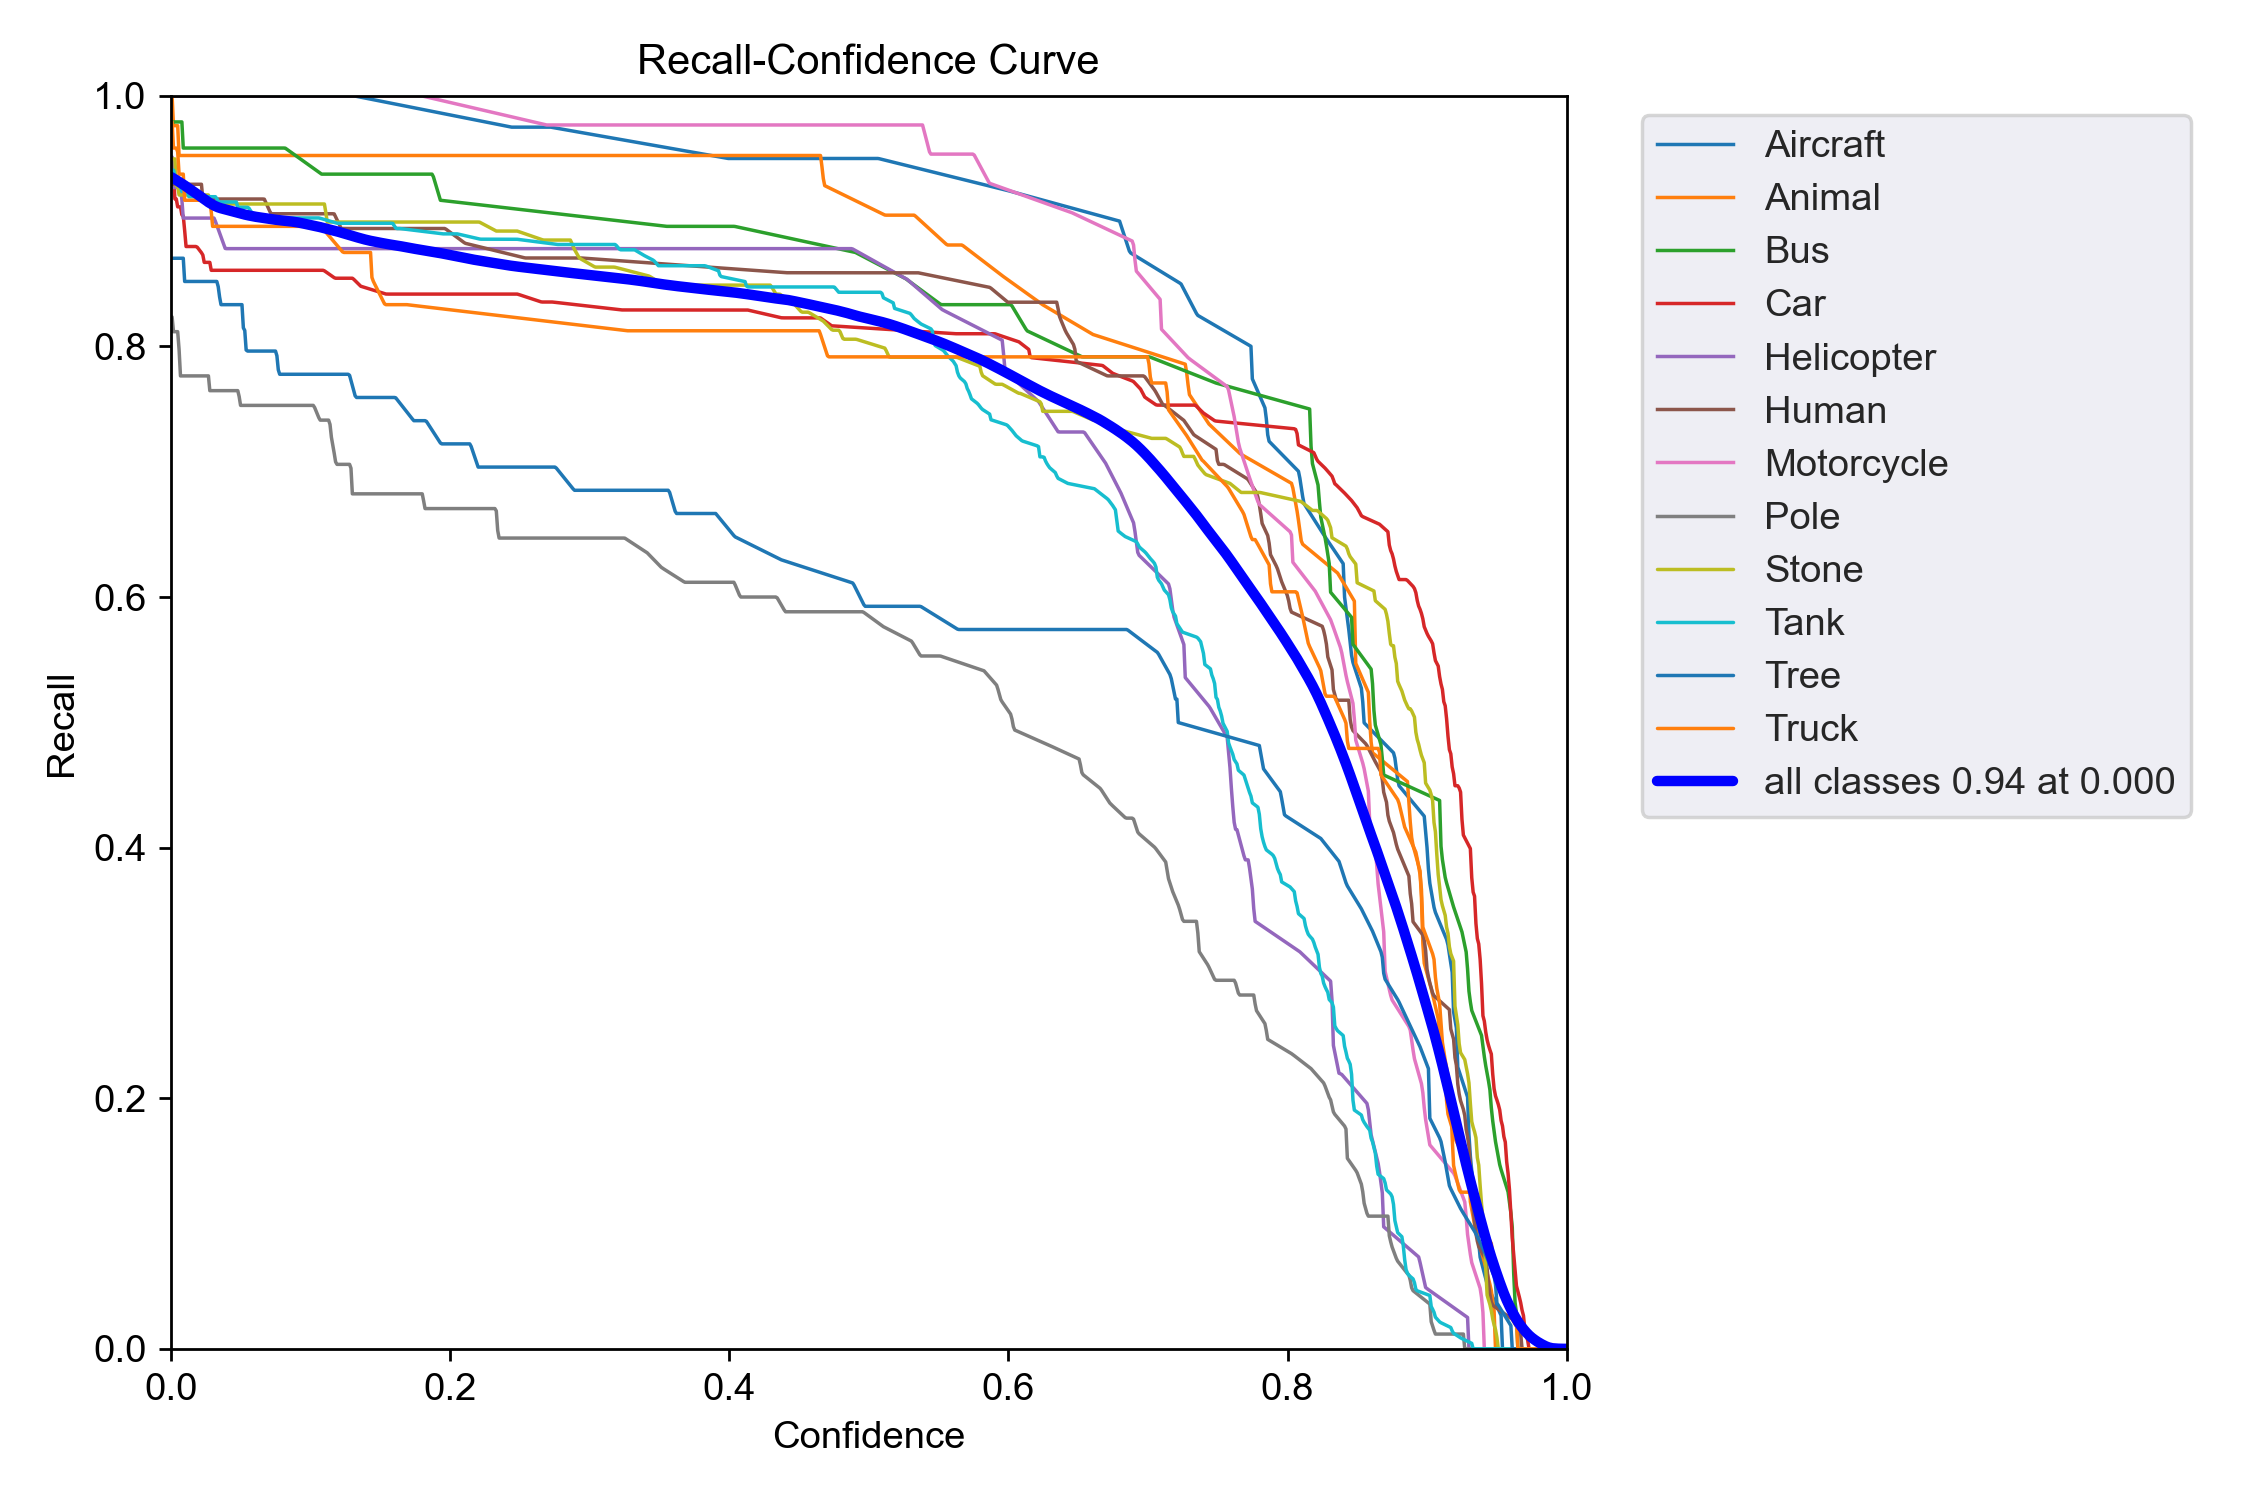 Recall-Confidence Curve
1.0
0.8
0.6
0.4
0.2
0.0
0.0 0.2 0.4 0.6 0.8 1.0
Recall
Confidence
Aircraft
Animal
Bus
Car
Helicopter
Human
Motorcycle
Pole
Stone
Tank
Tree
Truck
all classes 0.94 at 0.000